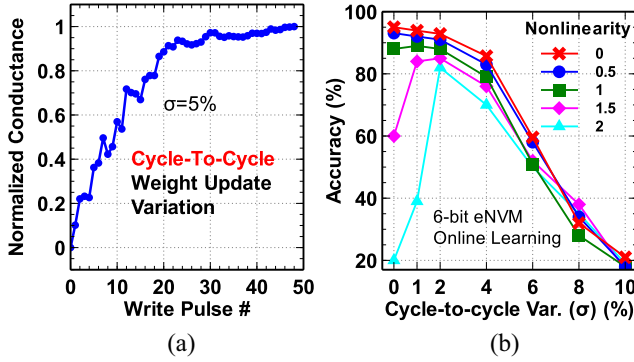 (a)
Normalized Conductance
1
0.8
0.6
0.4
0.2
0
σ=5%
Cycle-To-Cycle
Weight Update
Variation
0 10 20 30 40 50
Write Pulse #
(a)
(b)
Accuracy (%)
100
80
60
40
20
Nonlinearity
0
0.5
1
1.5
2
6-bit eNVM
Online Learning
0 1 2 4 6 8 10
Cycle-to-cycle Var. (σ) (%)
(b)